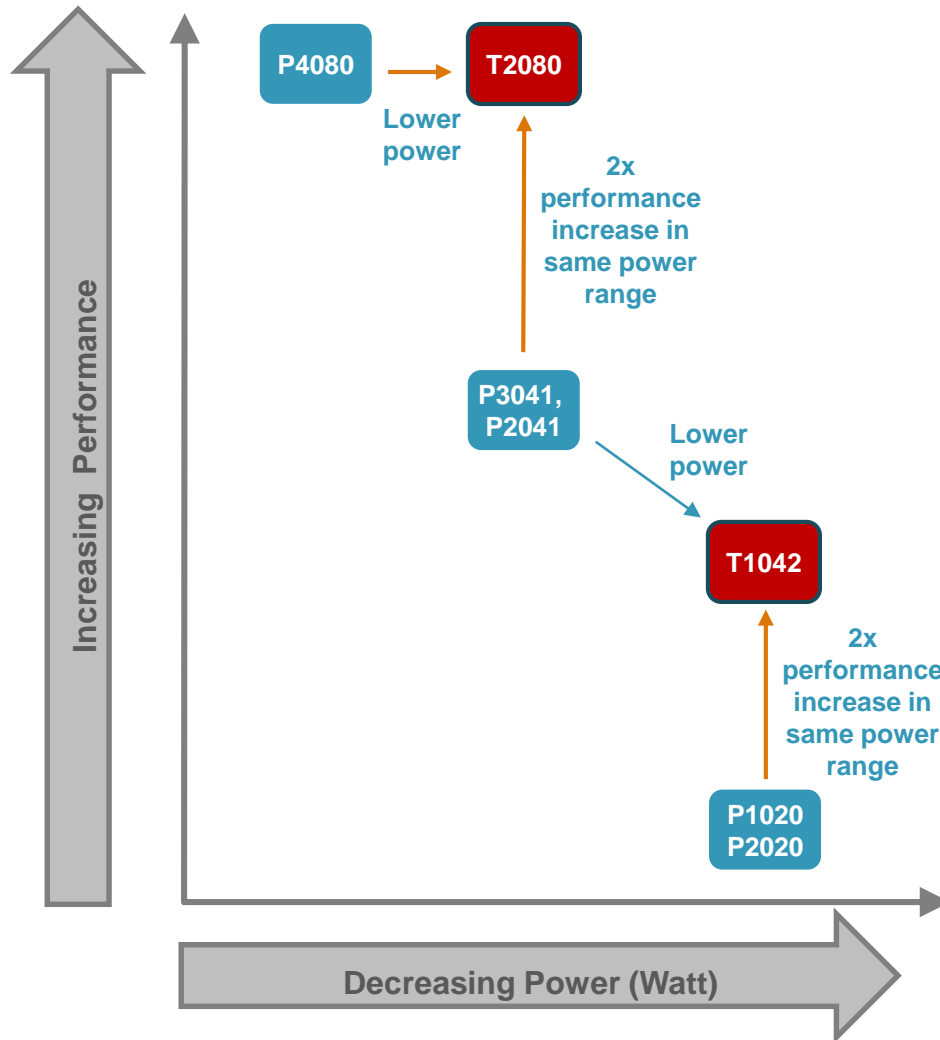 P4080
T2080
Lower
power
2x
performance
increase in
same power
range
P3041,
P2041
Lower
power
T1042
2x
performance
increase in
same power
range
P1020
P2020
Increasing Performance
Decreasing Power (Watt)